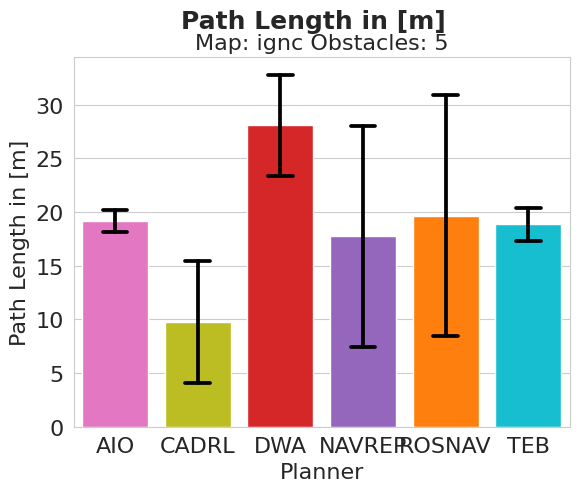 Path Length in [m]
Map: ignc Obstacles: 5
Path Length in [m]
30
25
20
15
10
5
0
AIO CADRL DWA NAVREP ROSNAV TEB
Planner